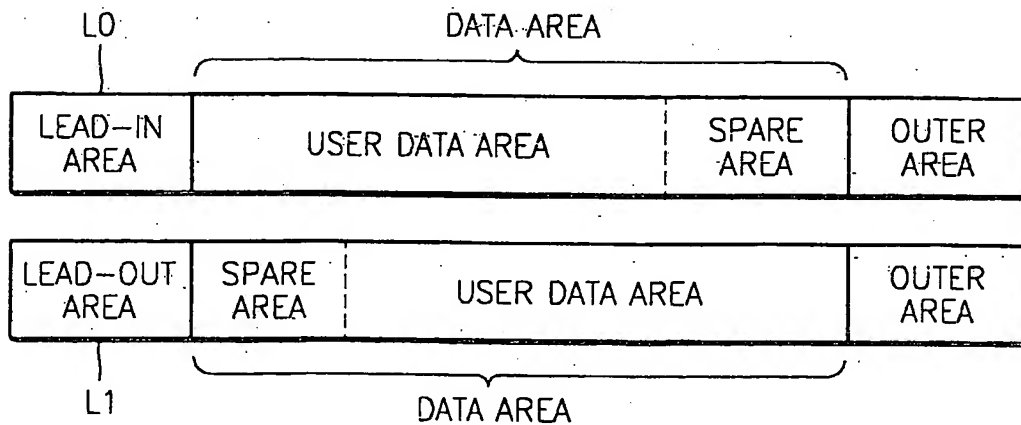 L0
DATA AREA
LEAD-IN
AREA
USER DATA AREA
SPARE
AREA
OUTER
AREA
LEAD-OUT
AREA
SPARE
AREA
USER DATA AREA
OUTER
AREA
L1
DATA AREA